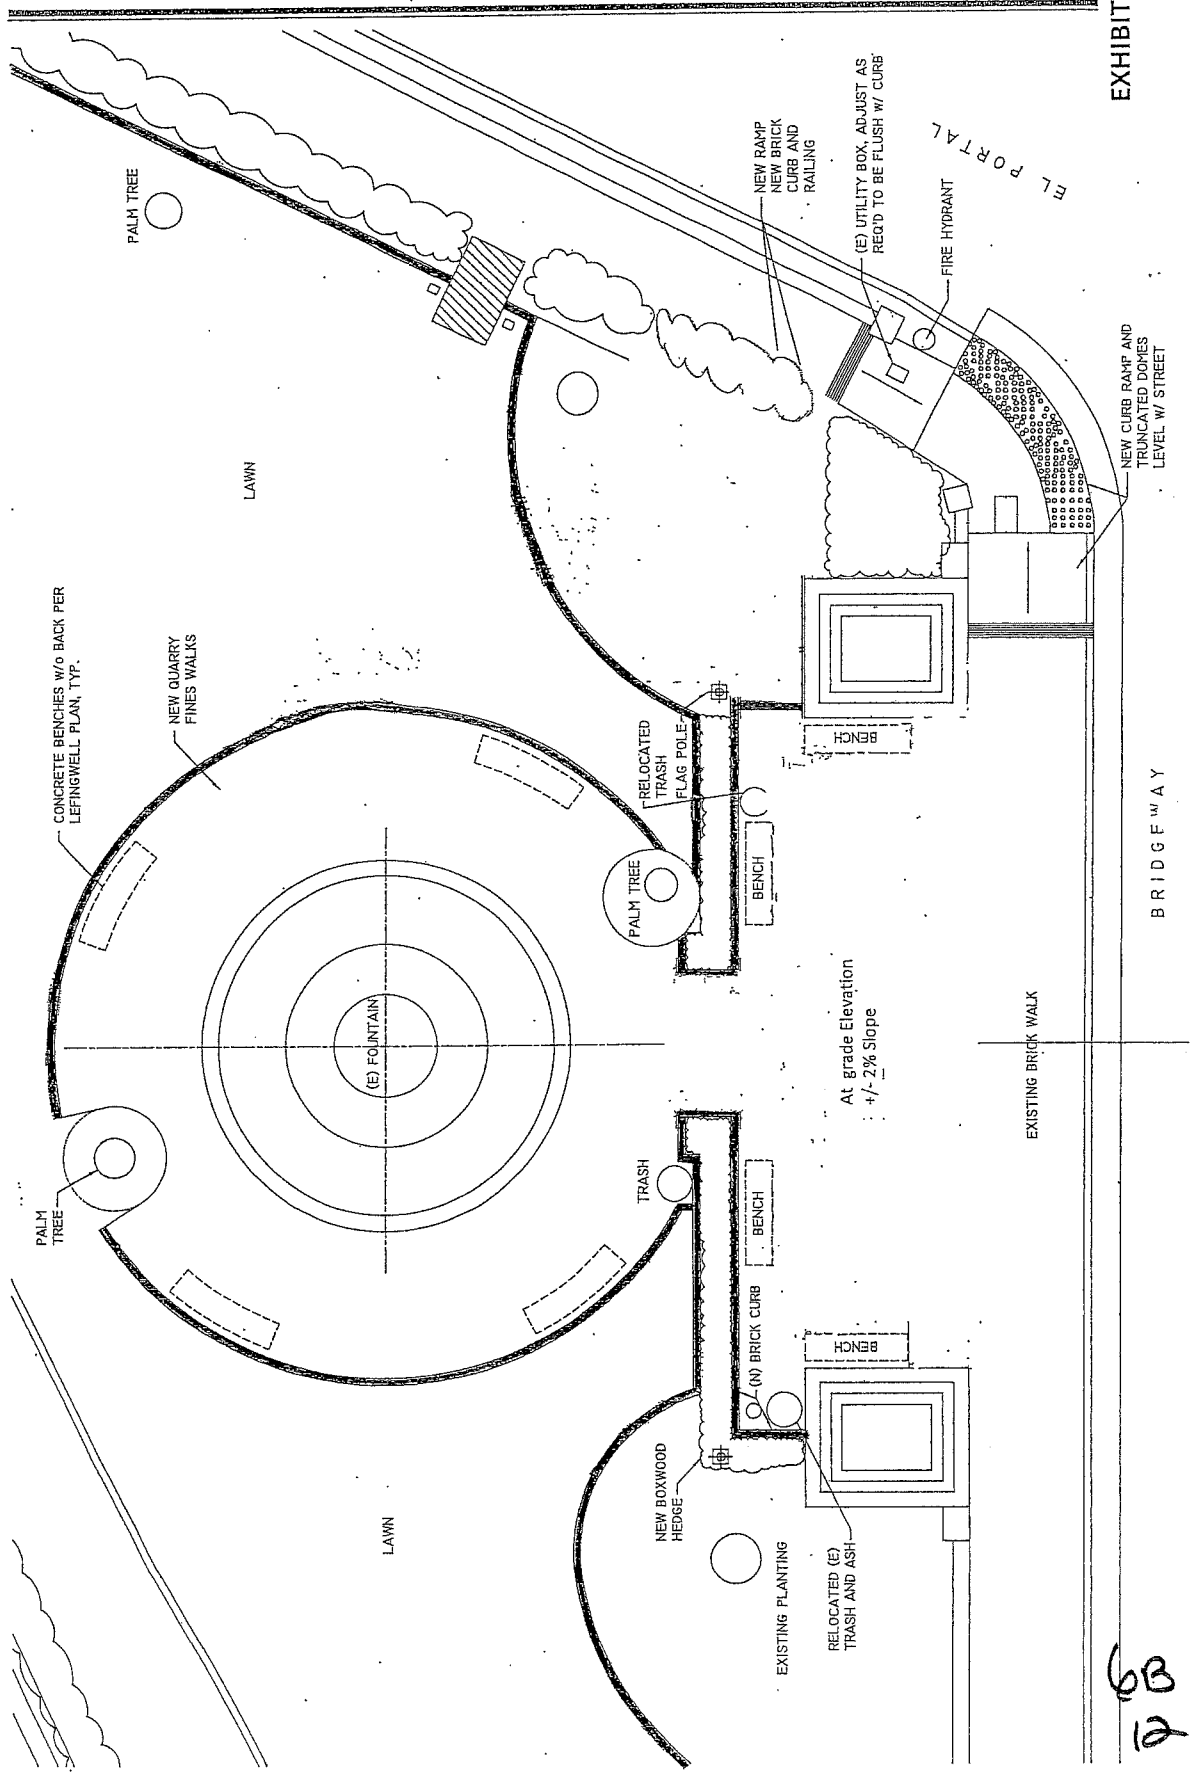 EXHIBIT
PALM TREE
LAWN
CONCRETE BENCHES W/o BACK PER
LEFINGWELL PLAN, TYP.
NEW QUARRY
FINES WALKS
NEW RAMP
NEW BRICK
CURB AND
RAILING
(E) UTILITY BOX, ADJUST AS
REQ'D TO BE FLUSH W/ CURB
EL PORTAL
FIRE HYDRANT
NEW CURB RAMP AND
TRUNCATED DOMES
LEVEL W/ STREET
RELOCATED
TRASH
FLAG POLE
BENCH
PALM TREE
BENCH
(E) FOUNTAIN
At grade Elevation
+/- 2% Slope
EXISTING BRICK WALK
BRIDGEWAY
PALM
TREE
TRASH
BENCH
(N) BRICK CURB
BENCH
LAWN
NEW BOXWOOD
HEDGE
EXISTING PLANTING
RELOCATED (E)
TRASH AND ASH
6B
12